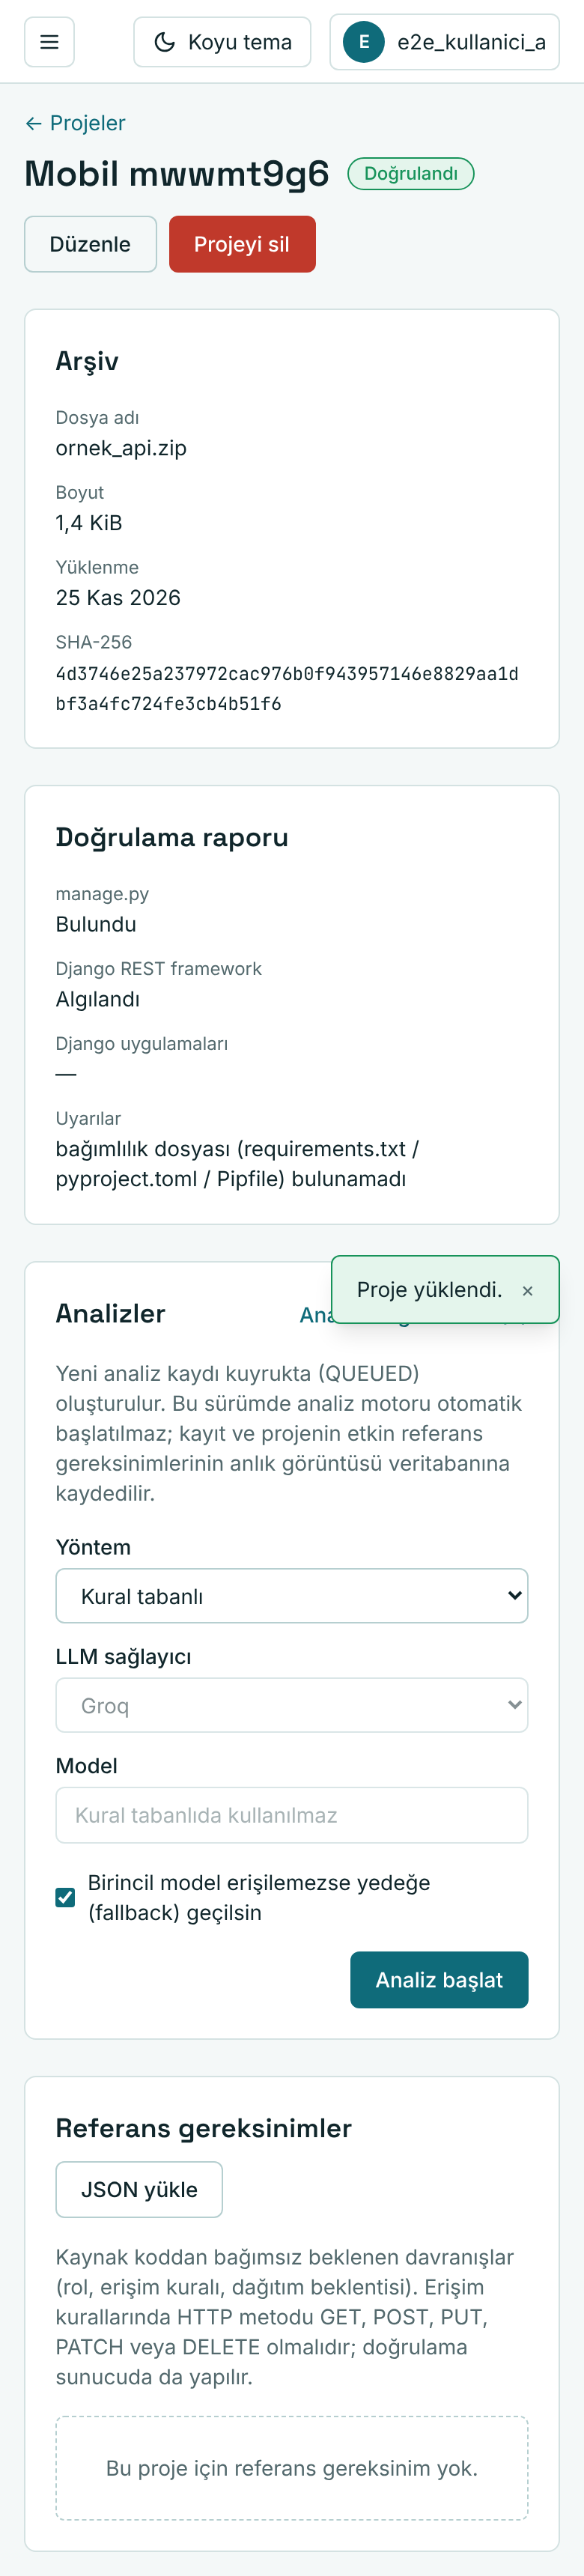 Koyu tema
E
e2e_kullanici_a
← Projeler
Mobil mwwmt9g6
Doğrulandı
Düzenle
Projeyi sil
Arşiv
Dosya adı
ornek_api.zip
Boyut
1,4 KiB
Yüklenme
25 Kas 2026
SHA-256
4d3746e25a237972cac976b0f943957146e8829aa1d
bf3a4fc724fe3cb4b51f6
Doğrulama raporu
manage.py
Bulundu
Django REST framework
Algılandı
Django uygulamaları
—
Uyarılar
bağımlılık dosyası (requirements.txt /
pyproject.toml / Pipfile) bulunamadı
Proje yüklendi. ×
Analizler
Yeni analiz kaydı kuyrukta (QUEUED)
oluşturulur. Bu sürümde analiz motoru otomatik
başlatılmaz; kayıt ve projenin etkin referans
gereksinimlerinin anlık görüntüsü veritabanına
kaydedilir.
Yöntem
Kural tabanlı
LLM sağlayıcı
Groq
Model
Kural tabanlıda kullanılmaz
Birincil model erişilemezse yedeğe
(fallback) geçilsin
Analiz başlat
Referans gereksinimler
JSON yükle
Kaynak koddan bağımsız beklenen davranışlar
(rol, erişim kuralı, dağıtım beklentisi). Erişim
kurallarında HTTP metodu GET, POST, PUT,
PATCH veya DELETE olmalıdır; doğrulama
sunucuda da yapılır.
Bu proje için referans gereksinim yok.